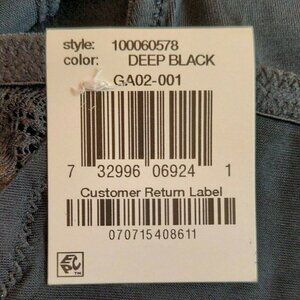 style: 100060578
color: DEEP BLACK
GA02-001
7 32996 06924 1
Customer Return Label
070715408611